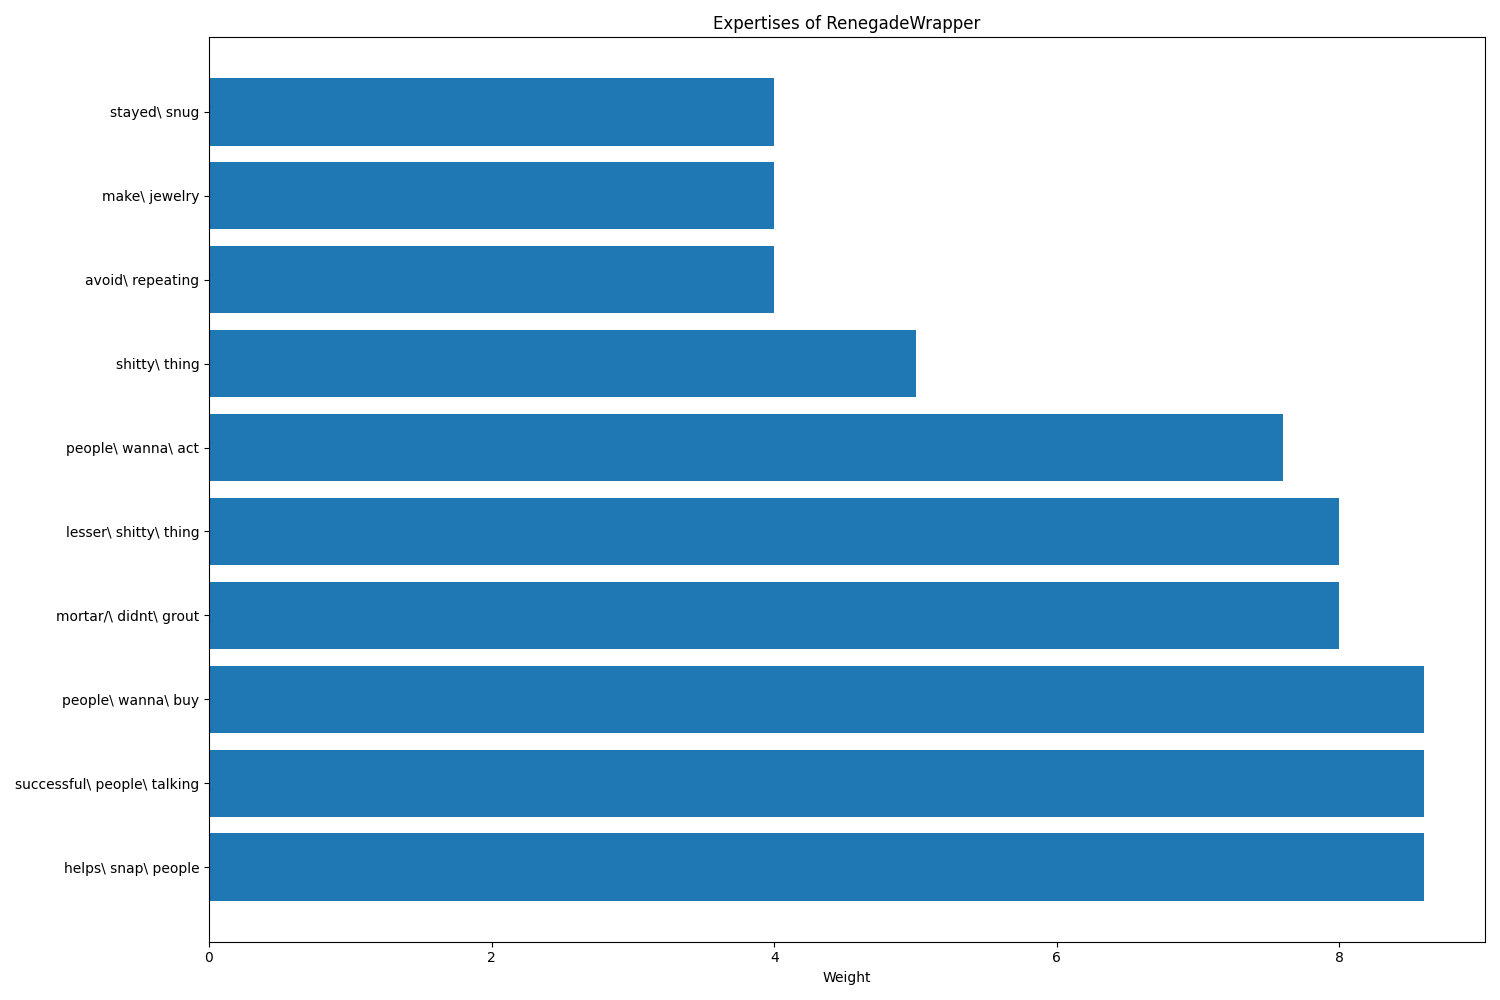 Expertises of RenegadeWrapper
stayed\ snug
make\ jewelry
avoid\ repeating
shitty\ thing
people\ wanna\ act
lesser\ shitty\ thing
mortar/\ didnt\ grout
people\ wanna\ buy
successful\ people\ talking
helps\ snap\ people
0 2 4 6 8
Weight